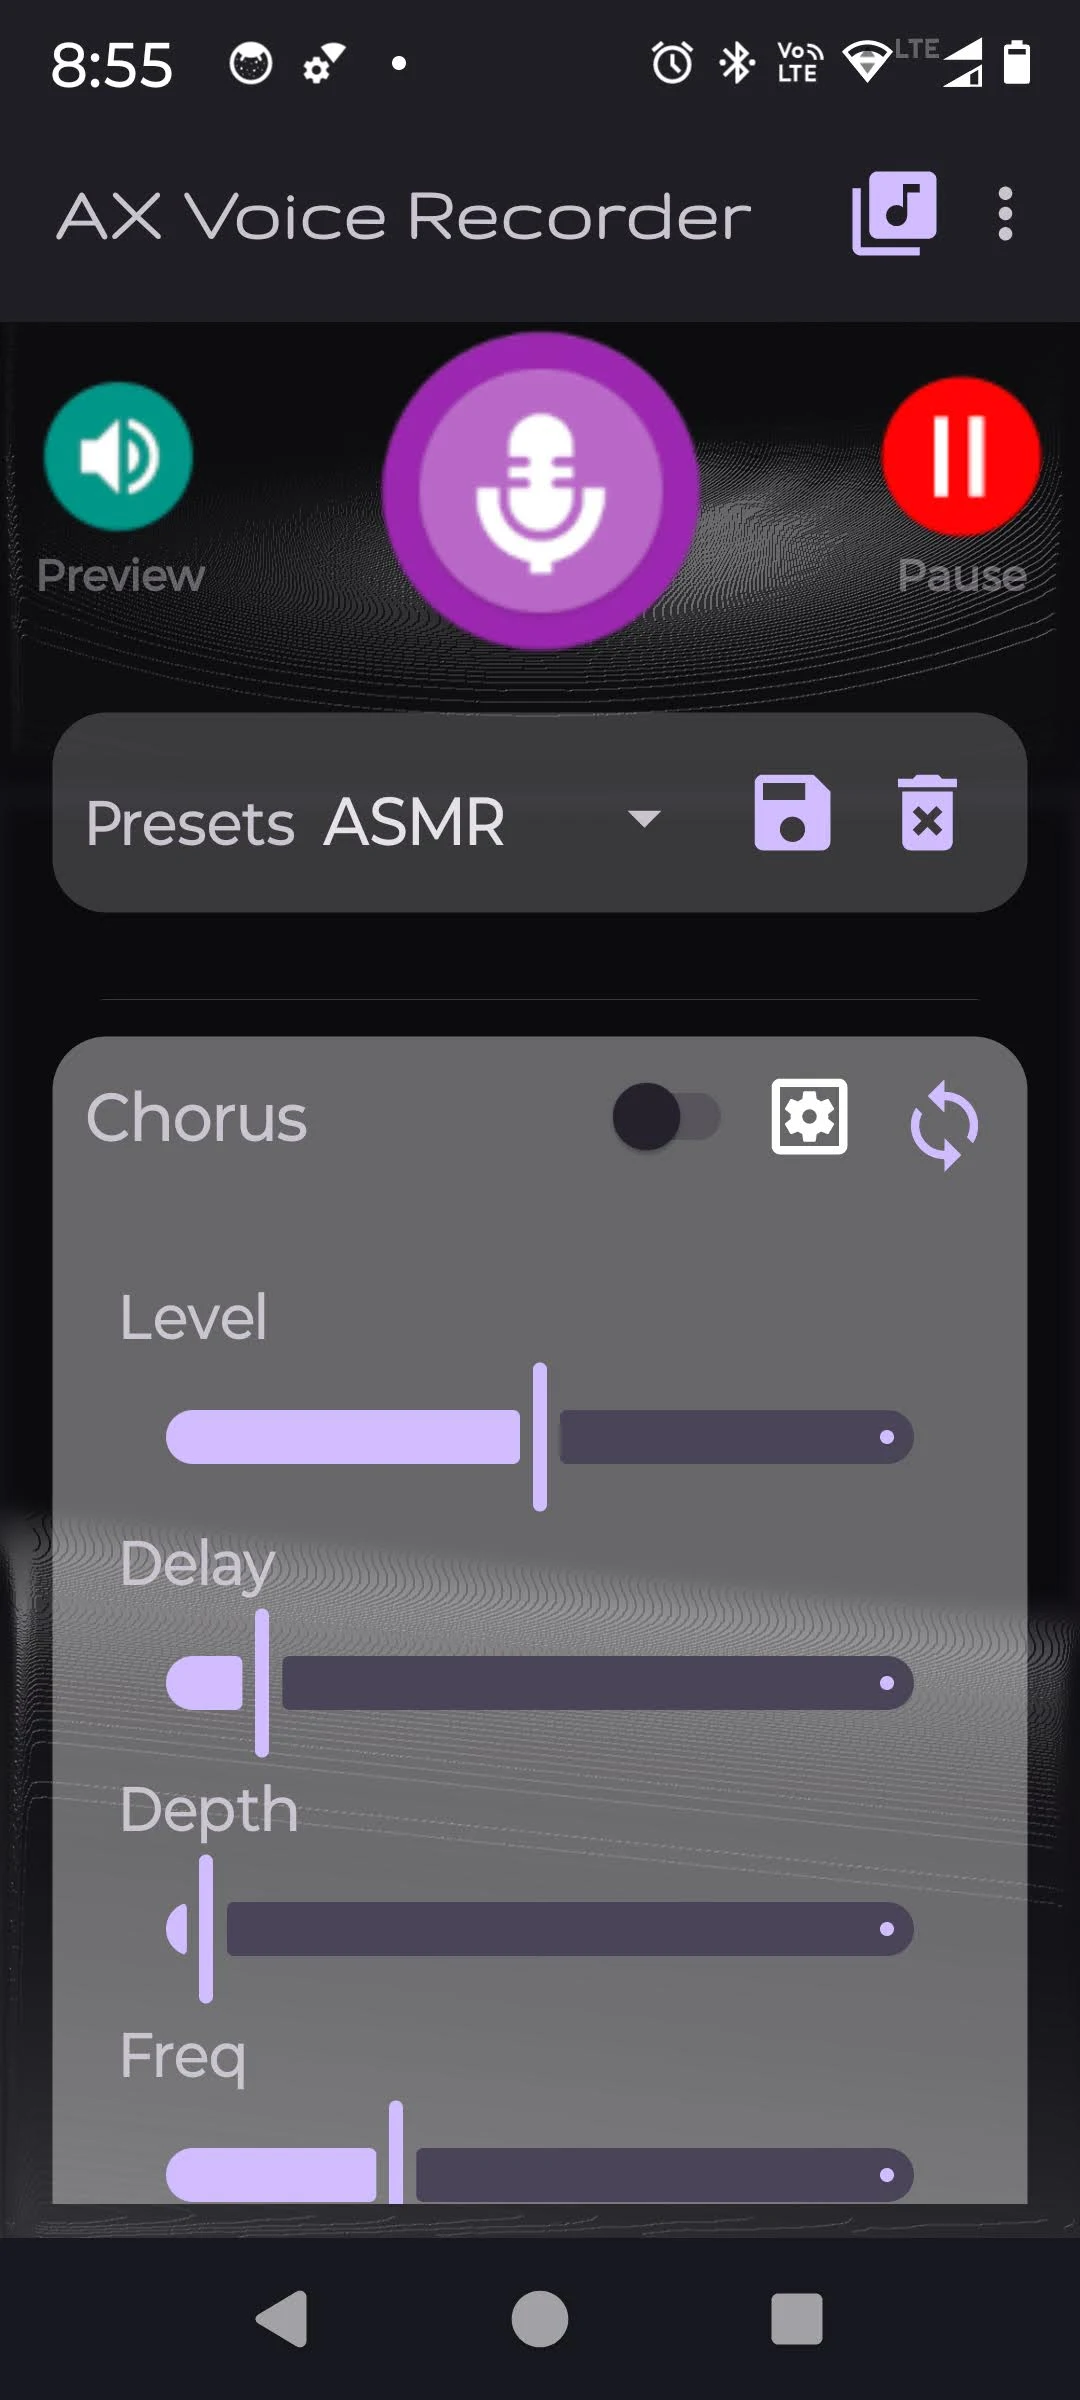 8:55
Vo
LTE
LTE
AX Voice Recorder
Preview
Pause
Presets ASMR
Chorus
Level
Delay
Depth
Freq